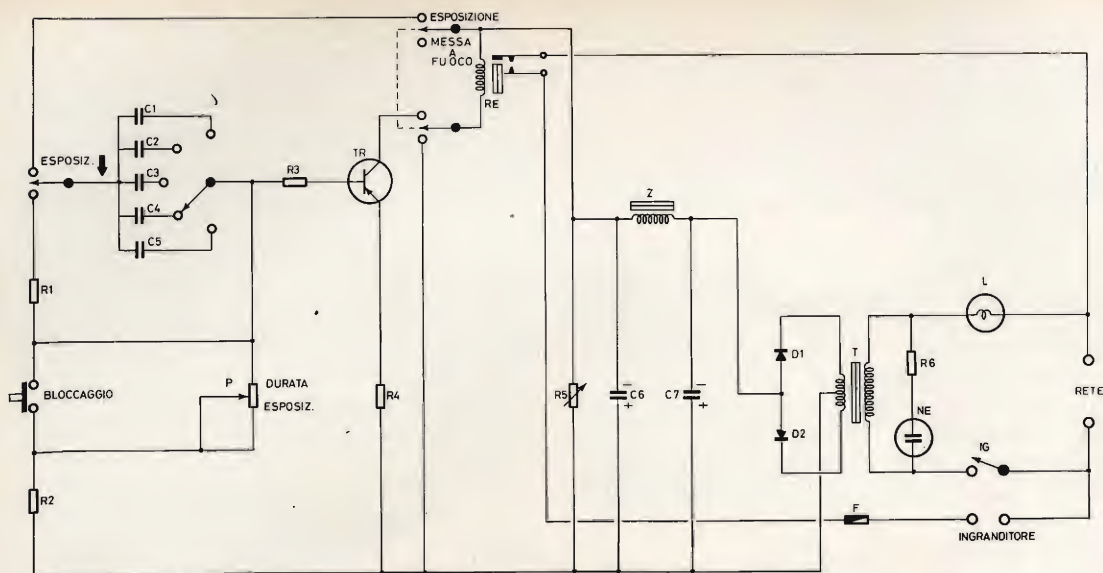 ESPOSIZIONE
MESSA
A
FUOCO
RE
C1
C2
C3
C4
C5
ESPOSIZ.
R3
TR
R1
BLOCCAGGIO
P
DURATA
ESPOSIZ.
R4
R2
Z
R5
C6
C7
D1
D2
T
L
R6
NE
RETE
IG
F
INGRANDITORE